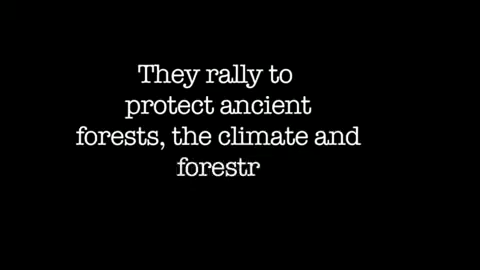 They rally to
protect ancient
forests, the climate and
forestr